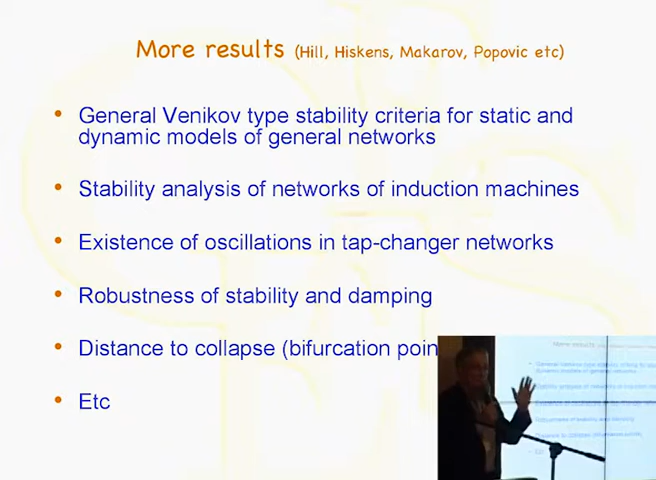 More results (Hill, Hiskens, Makarov, Popovic etc)
• General Venikov type stability criteria for static and
dynamic models of general networks
• Stability analysis of networks of induction machines
• Existence of oscillations in tap-changer networks
• Robustness of stability and damping
• Distance to collapse (bifurcation poin
• Etc